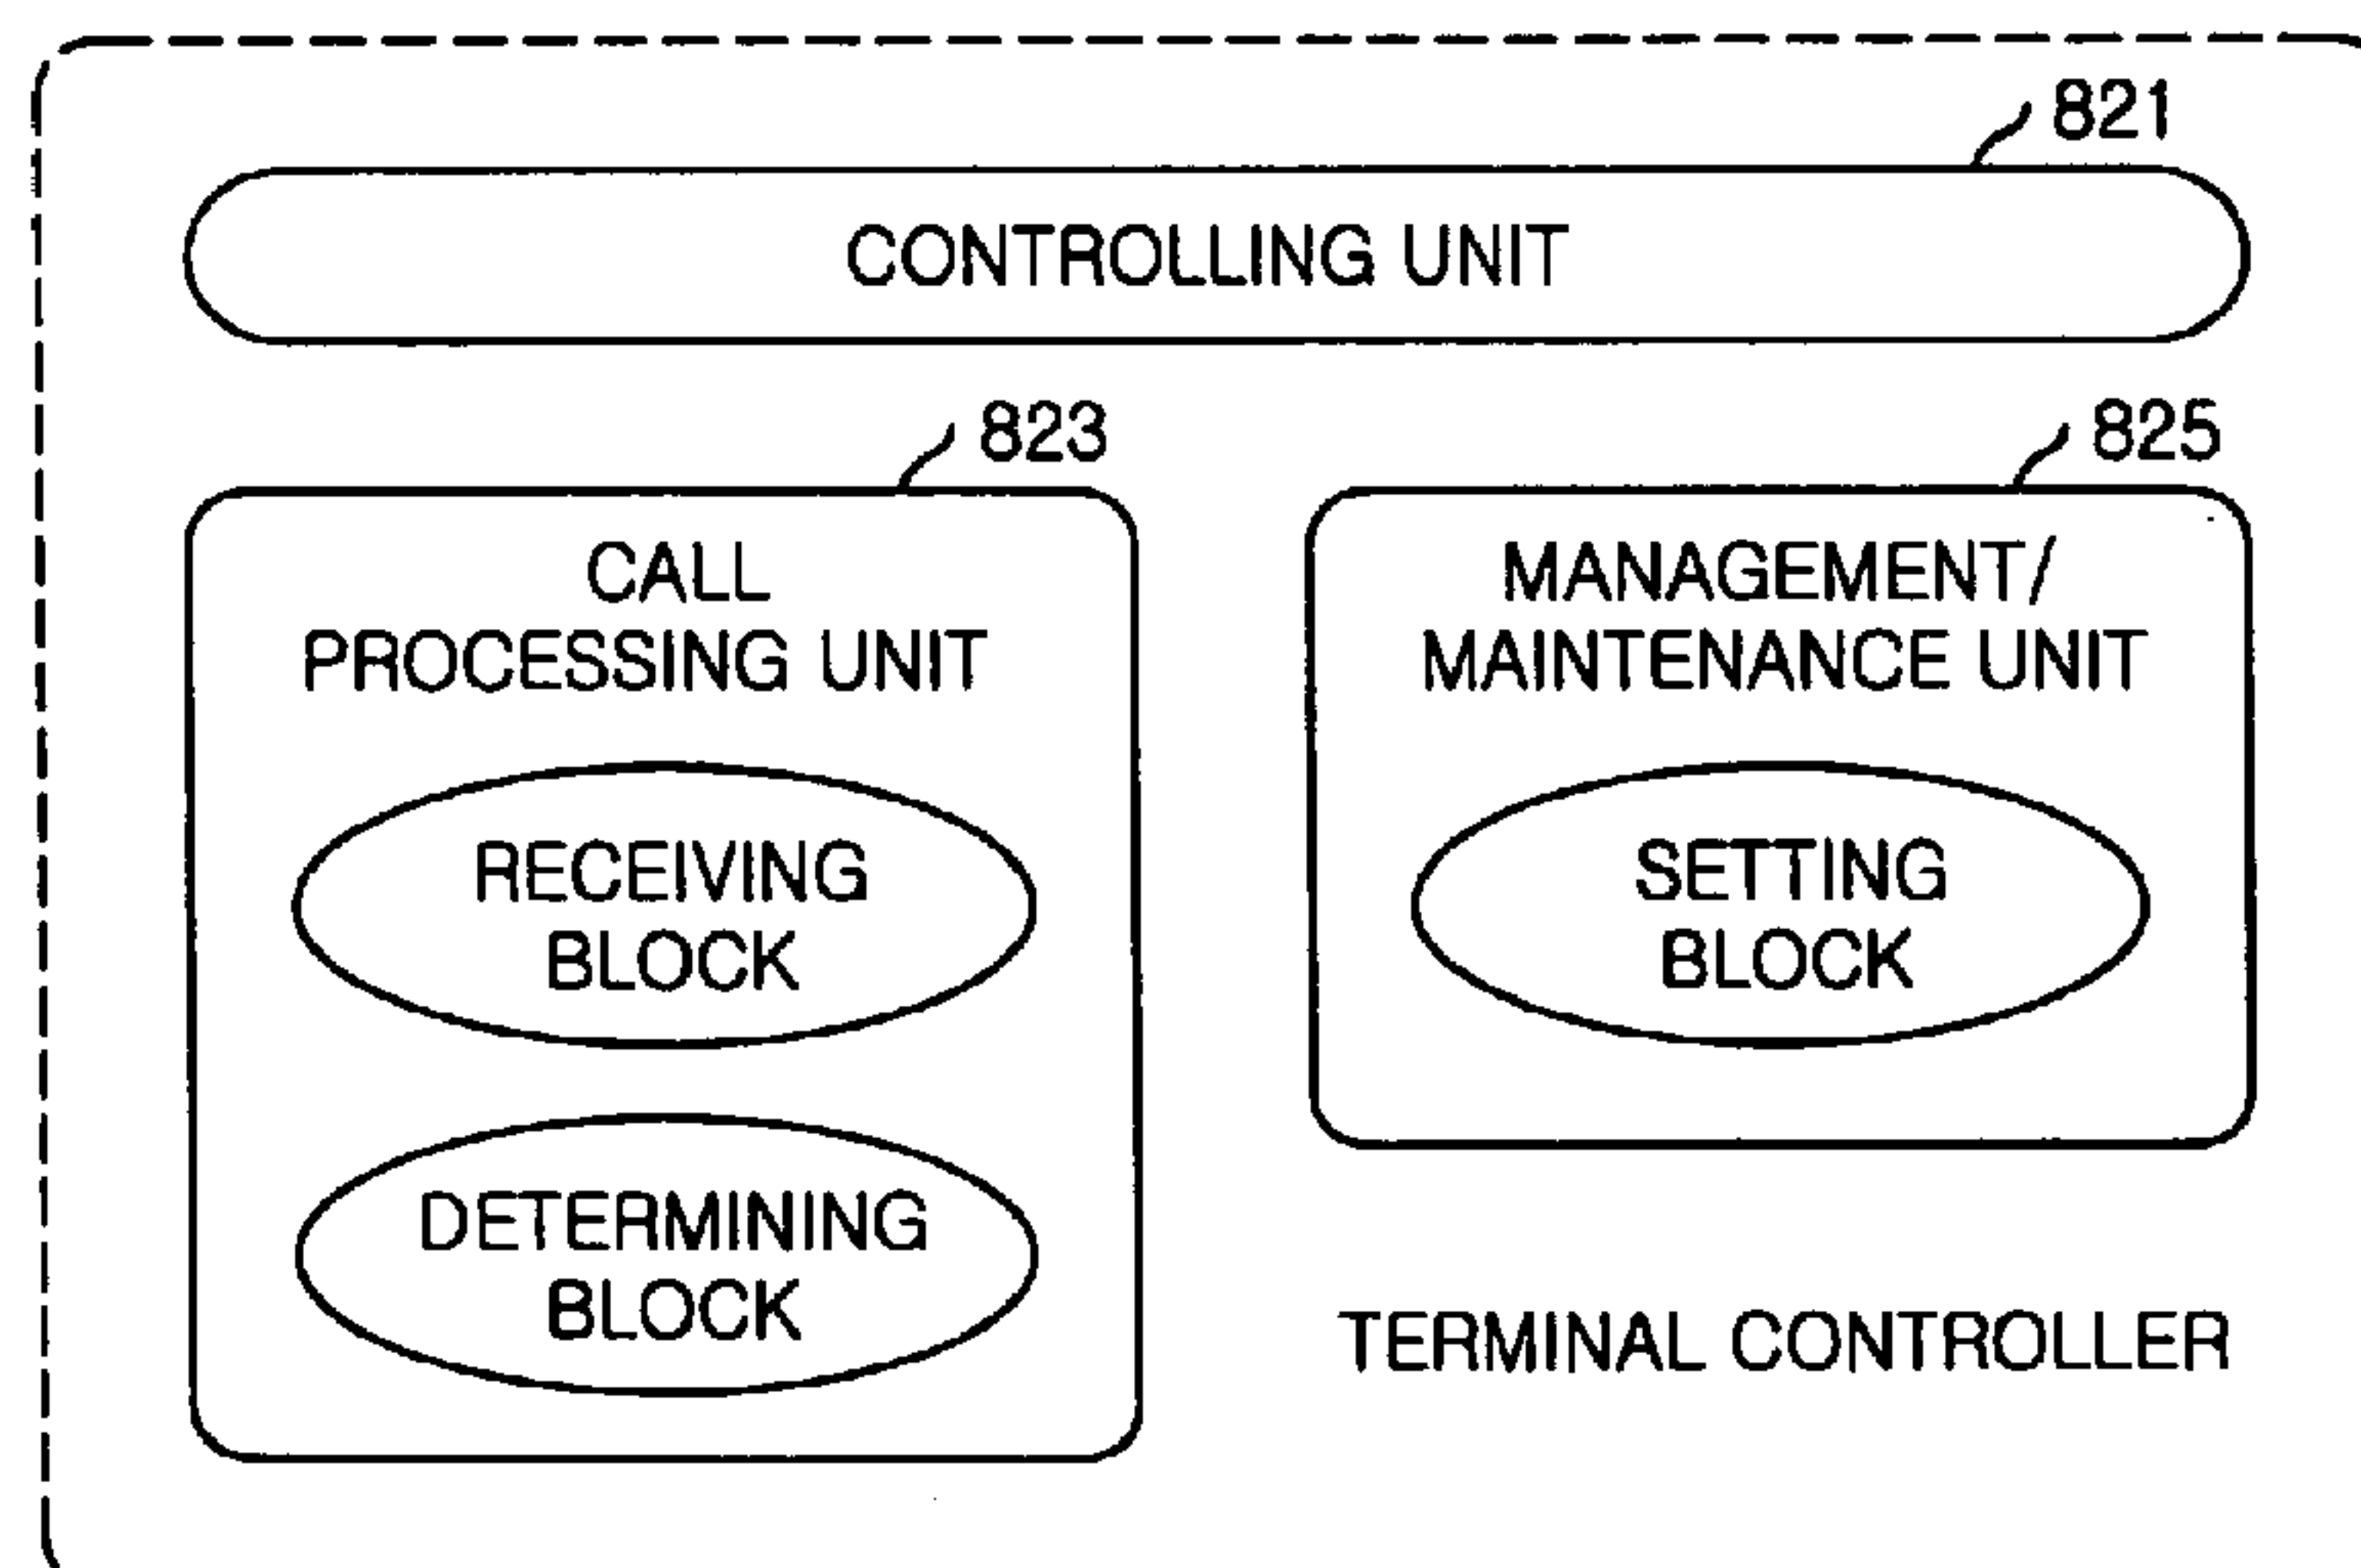 821
CONTROLLING UNIT
823
CALL
PROCESSING UNIT
RECEIVING
BLOCK
DETERMINING
BLOCK
825
MANAGEMENT/
MAINTENANCE UNIT
SETTING
BLOCK
TERMINAL CONTROLLER